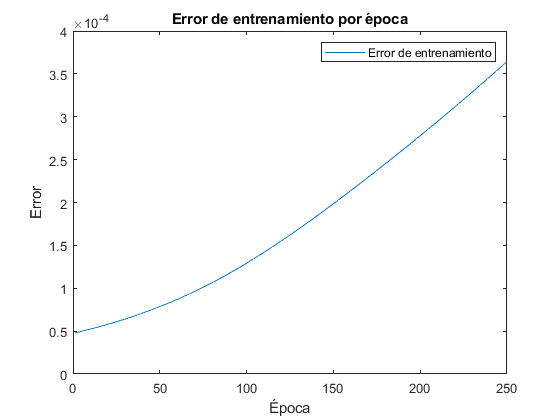 Error de entrenamiento por época
×10-4
Error de entrenamiento
4
3.5
3
2.5
2
1.5
1
0.5
0
Error
0 50 100 150 200 250
Época